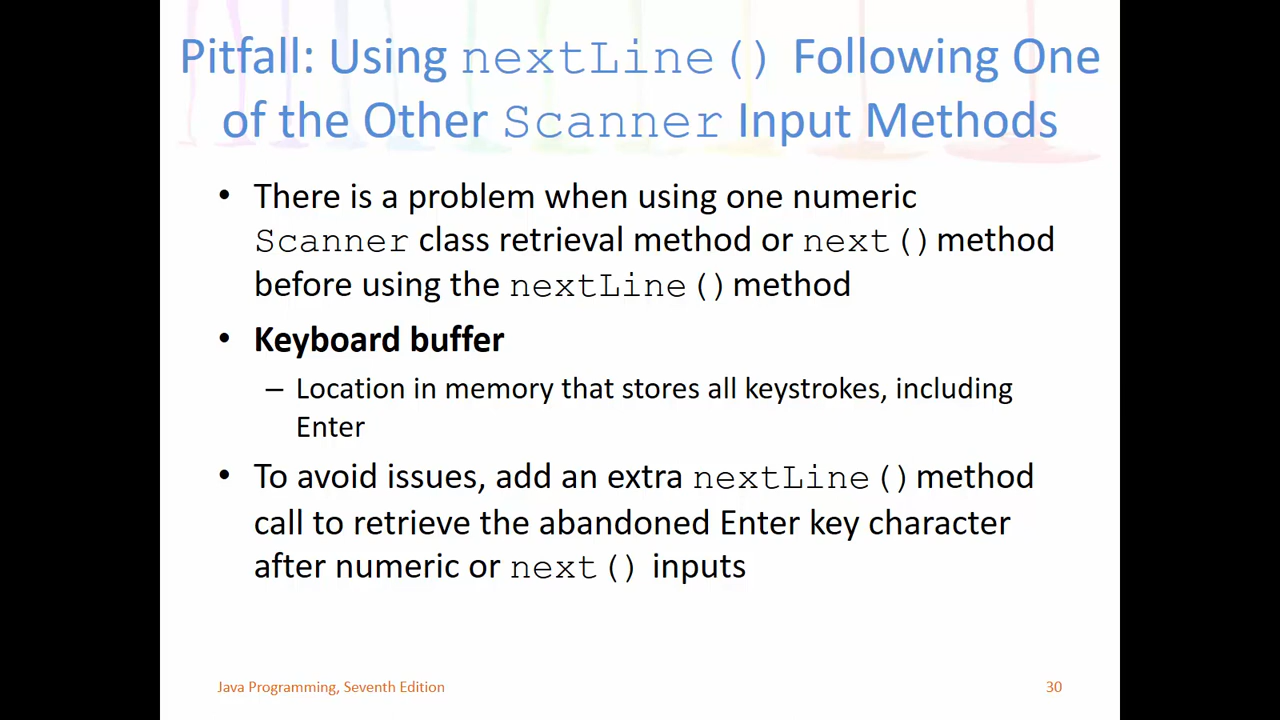 Pitfall: Using nextLine() Following One
of the Other Scanner Input Methods
• There is a problem when using one numeric
Scanner class retrieval method or next() method
before using the nextLine() method
• Keyboard buffer
– Location in memory that stores all keystrokes, including
Enter
• To avoid issues, add an extra nextLine() method
call to retrieve the abandoned Enter key character
after numeric or next() inputs
Java Programming, Seventh Edition
30